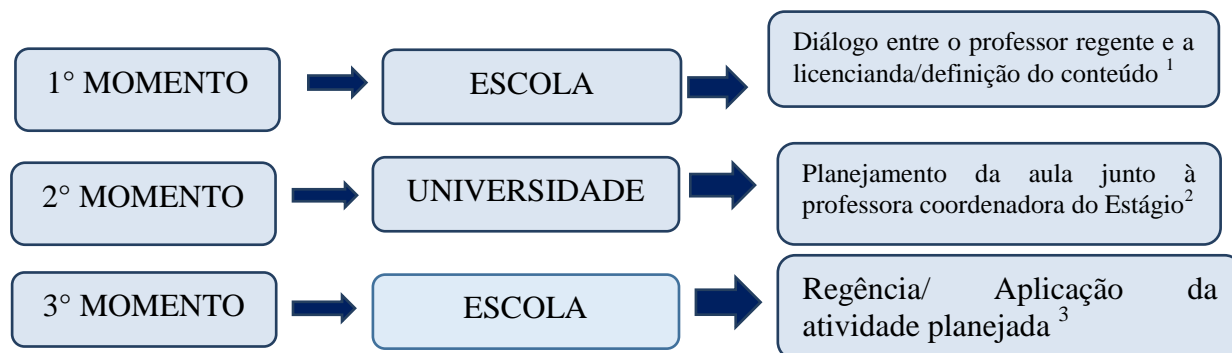 1° MOMENTO
ESCOLA
Diálogo entre o professor regente e a
licencianda/definição do conteúdo 1
2° MOMENTO
UNIVERSIDADE
Planejamento da aula junto à
professora coordenadora do Estágio2
3° MOMENTO
ESCOLA
Regência/ Aplicação da
atividade planejada 3